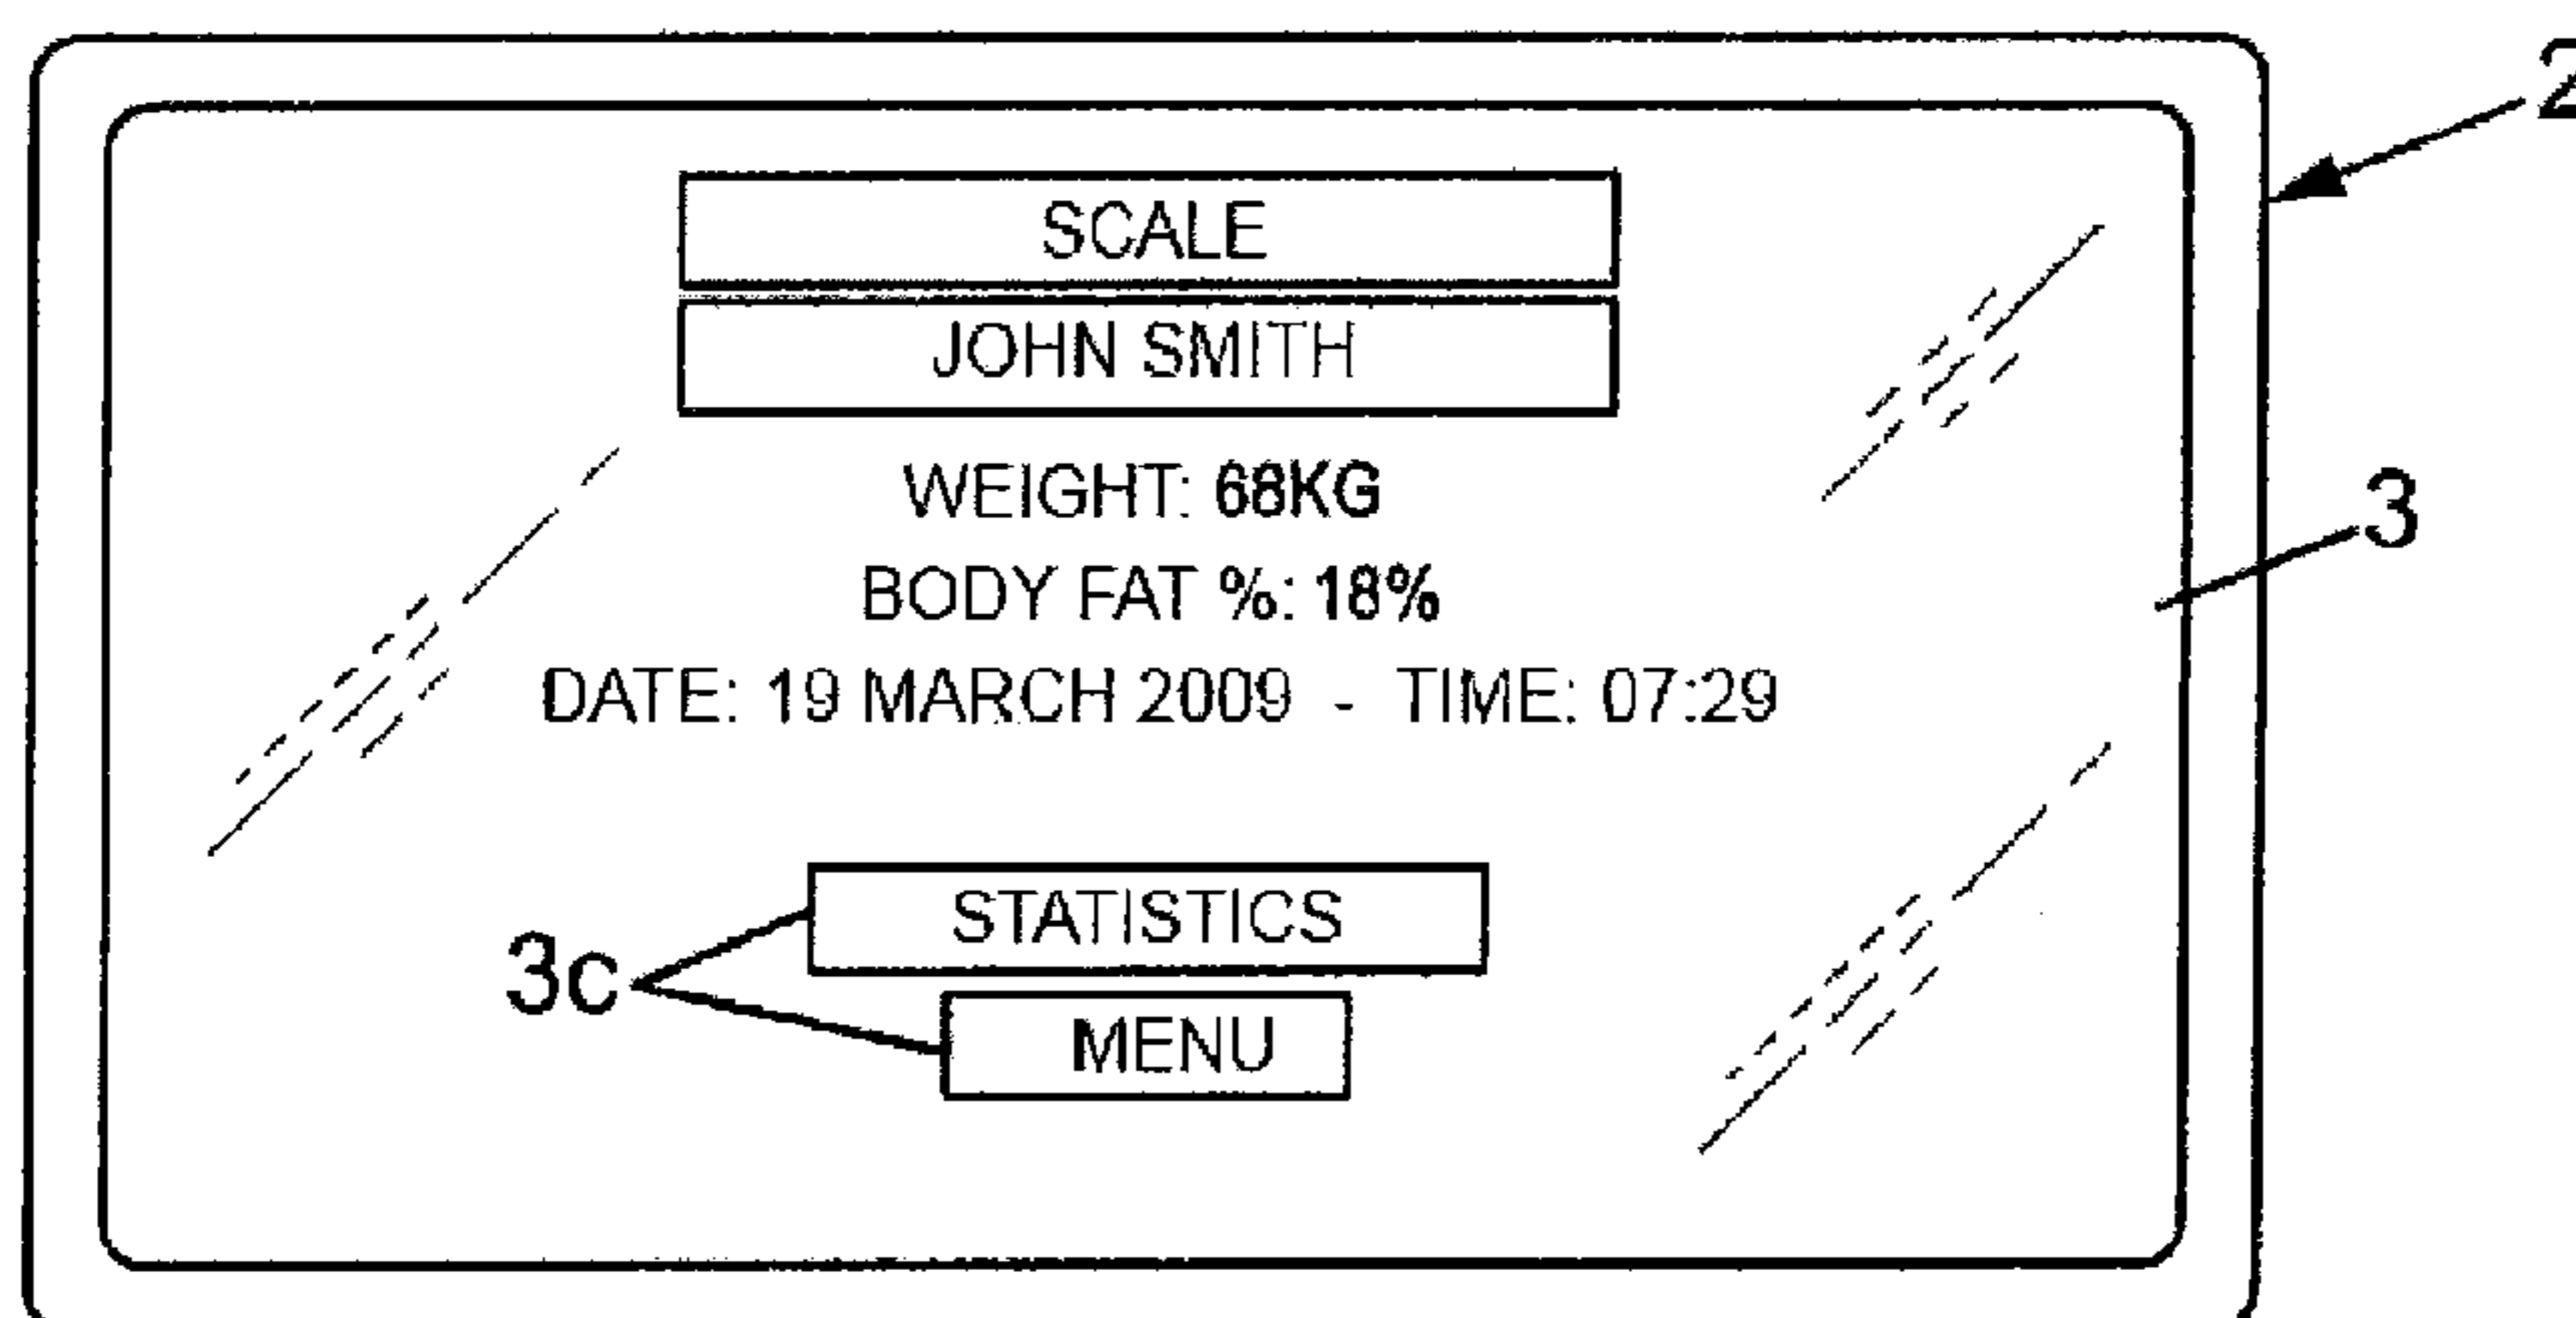 2
SCALE
JOHN SMITH
WEIGHT: 68KG
3
BODY FAT %: 18%
DATE: 19 MARCH 2009 - TIME: 07:29
STATISTICS
3c
MENU